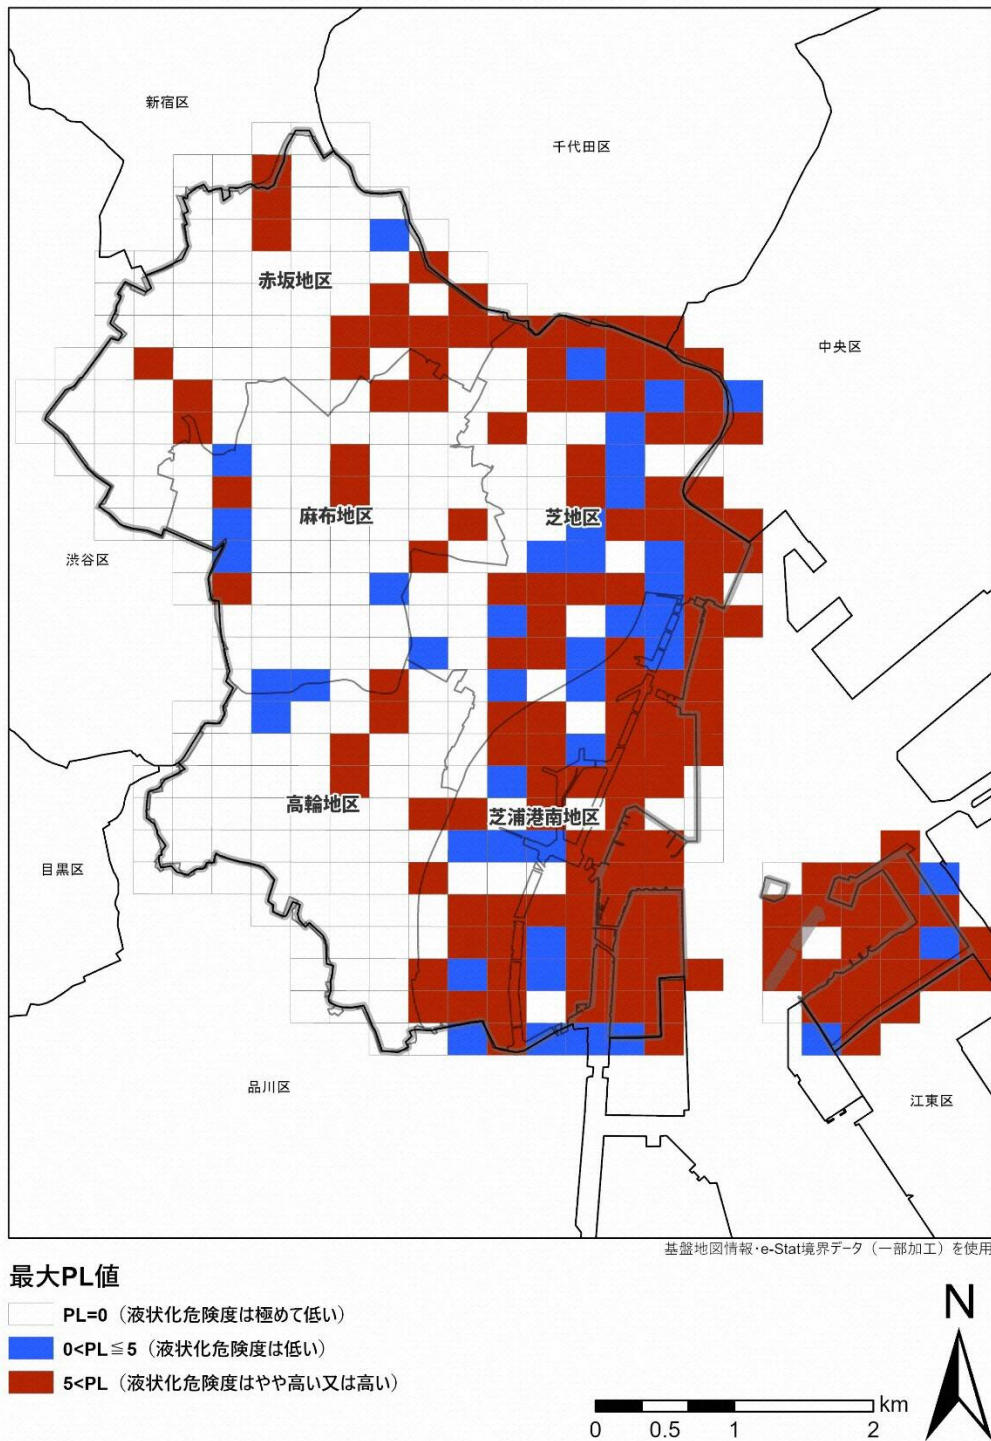 新宿区
千代田区
赤坂地区
中央区
麻布地区
芝地区
渋谷区
高輪地区
芝浦港南地区
目黒区
品川区
江東区
基盤地図情報・e-Stat境界データ（一部加工）を使用
最大PL値
PL=0（液状化危険度は極めて低い）
0<PL≦5（液状化危険度は低い）
5<PL（液状化危険度はやや高い又は高い）
N
km
0 0.5 1 2